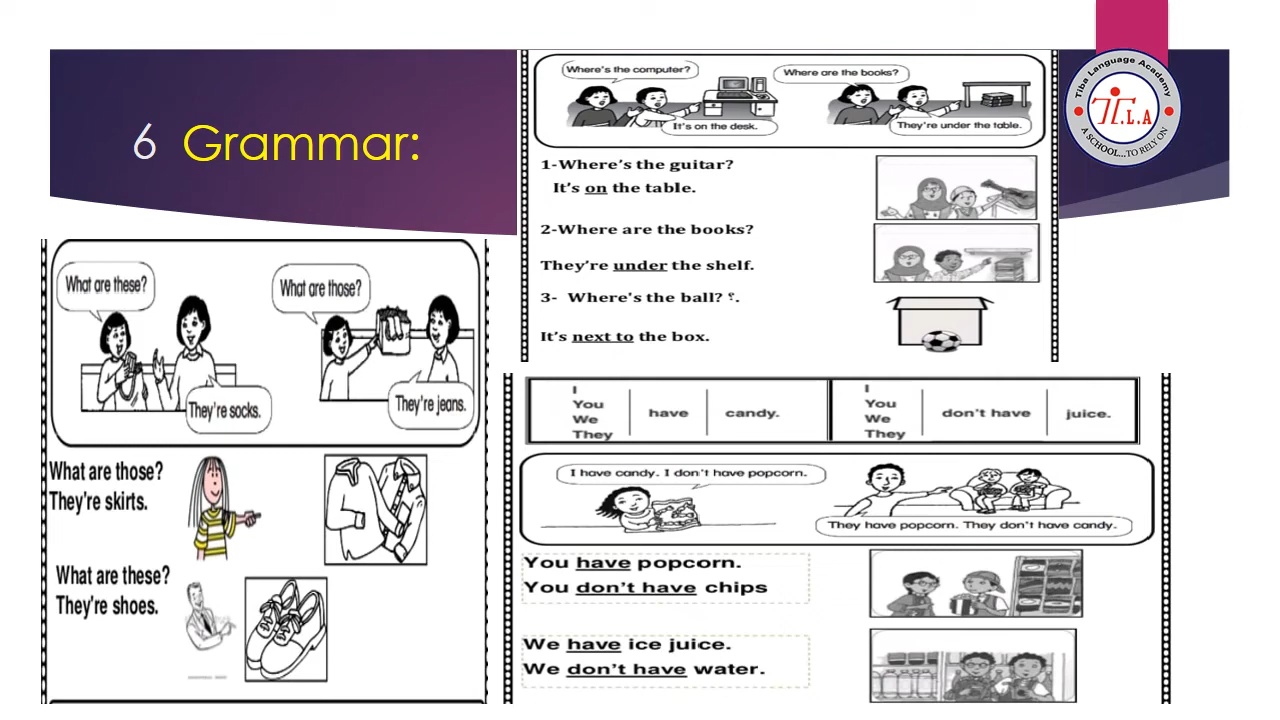 6 Grammar:
Tiba Language Academy
T.L.A
A SCHOOL...TO RELY ON
Where's the computer?
It's on the desk.
Where are the books?
They're under the table.
1-Where's the guitar?
It's on the table.
2-Where are the books?
They're under the shelf.
3- Where's the ball? ؟.
It's next to the box.
What are these?
They're socks.
What are those?
They're jeans.
What are those?
They're skirts.
What are these?
They're shoes.
I
You
We
They
have
candy.
I
You
We
They
don't have
juice.
I have candy. I don't have popcorn.
They have popcorn. They don't have candy.
You have popcorn.
You don't have chips
We have ice juice.
We don't have water.